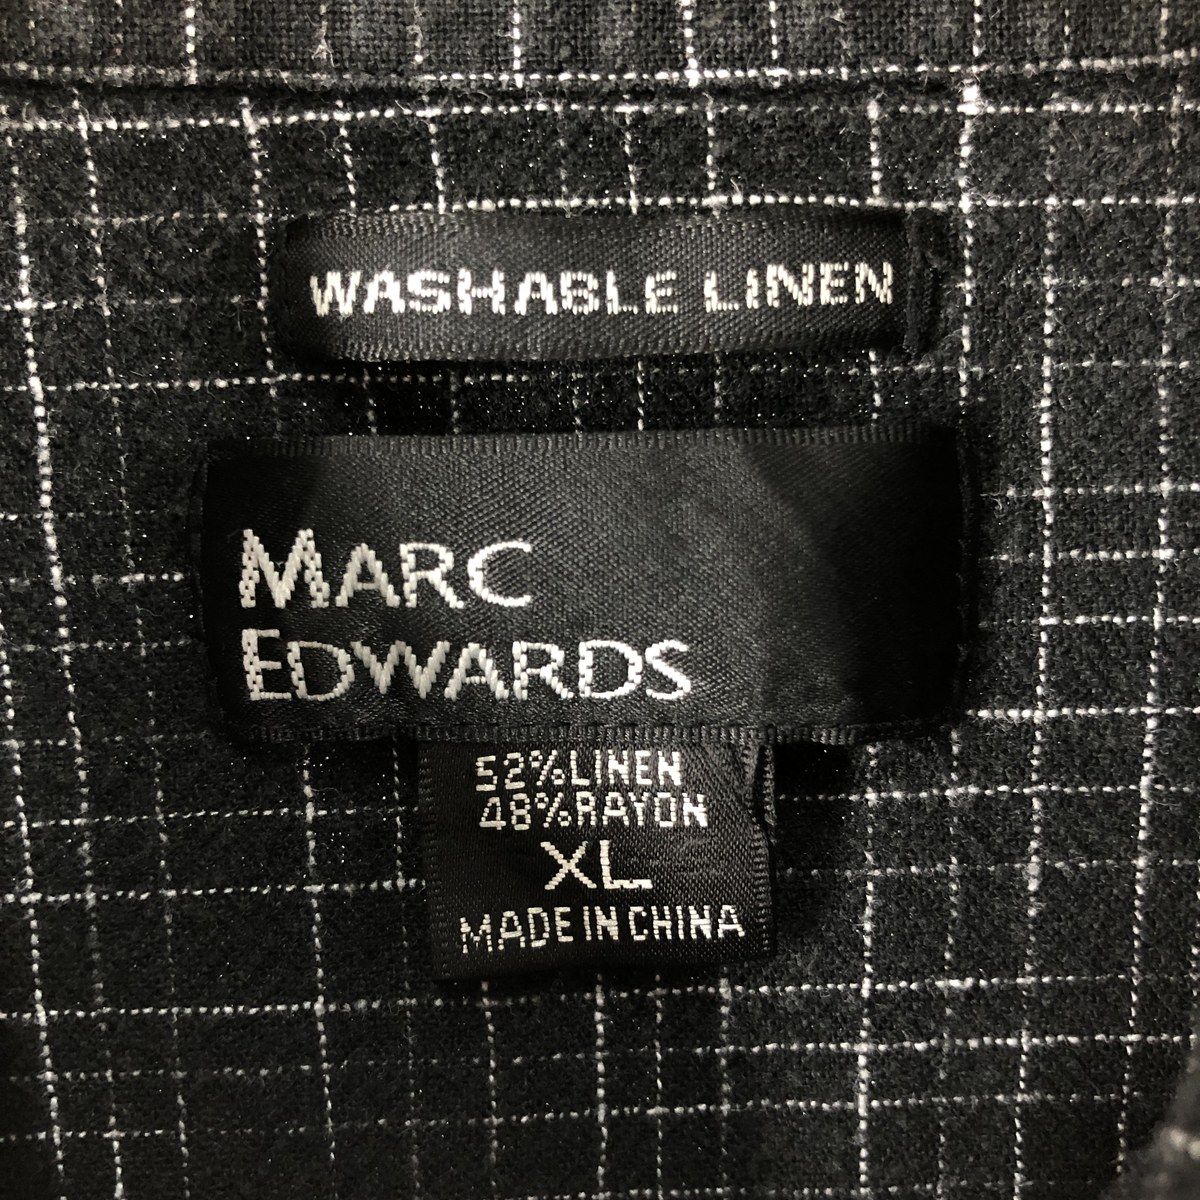 WASHABLE LINEN
MARC
EDWARDS
52%LINEN
48%RAYON
XL
MADE IN CHINA